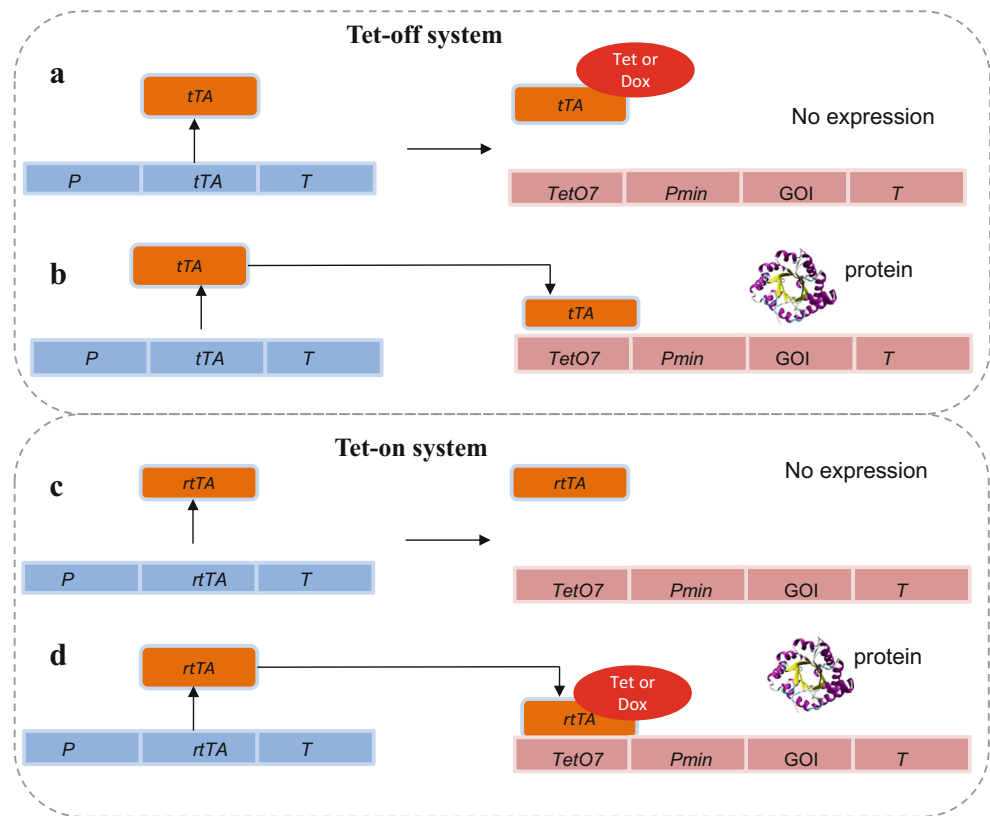 Tet-off system
a
tTA
Tet or
Dox
tTA
No expression
P tTA T
TetO7 Pmin GOI T
b
tTA
protein
tTA
P tTA T
TetO7 Pmin GOI T
Tet-on system
c
rtTA
rtTA
No expression
P rtTA T
TetO7 Pmin GOI T
d
rtTA
protein
Tet or
Dox
rtTA
P rtTA T
TetO7 Pmin GOI T